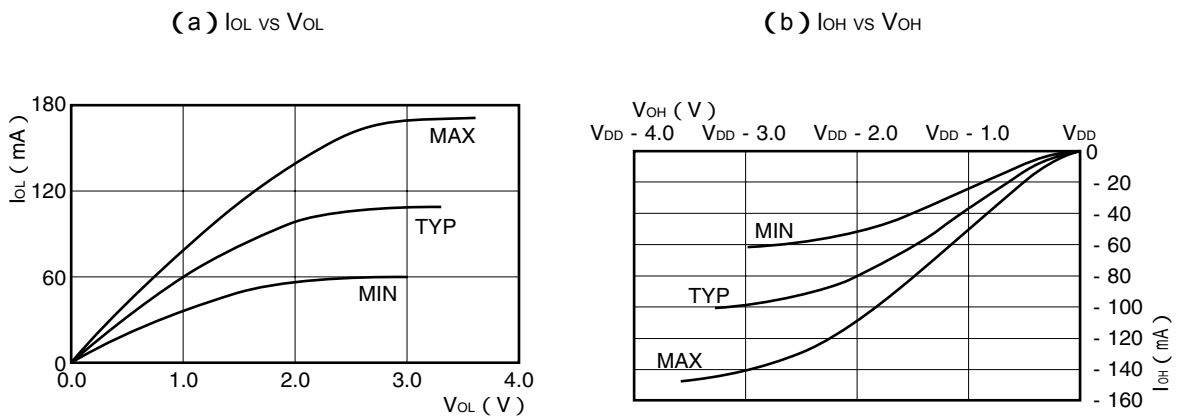 (a) IOL VS VOL
(b) IOH VS VOH
180
120
60
0
IOL (mA)
MAX
TYP
MIN
0.0 1.0 2.0 3.0 4.0
VOL (V)
VOH (V)
VDD - 4.0 VDD - 3.0 VDD - 2.0 VDD - 1.0 VDD
0
- 20
- 40
- 60
- 80
- 100
- 120
- 140
- 160
MIN
TYP
MAX
IOH (mA)